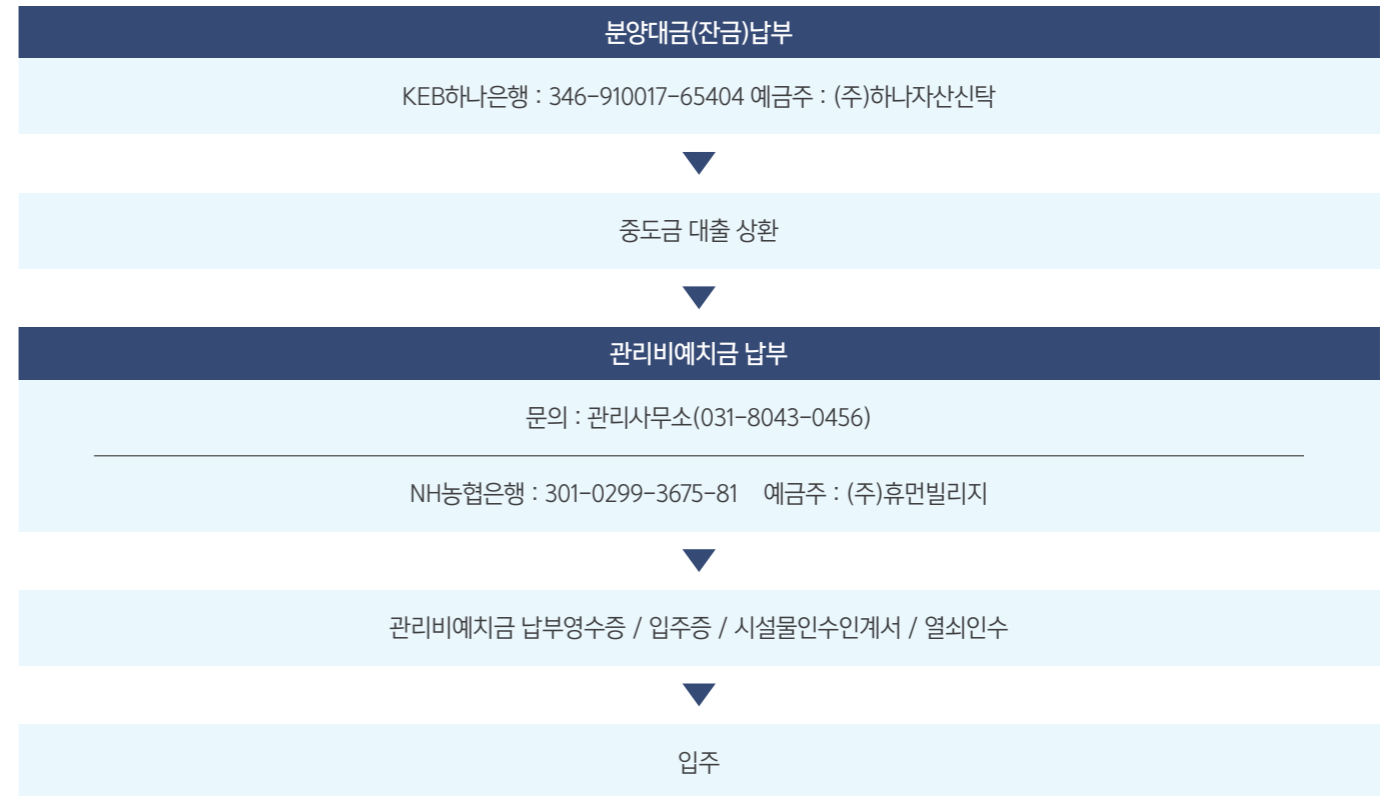 분양대금(잔금)납부
KEB하나은행 : 346-910017-65404 예금주 : (주)하나자산신탁
중도금 대출 상환
관리비예치금 납부
문의 : 관리사무소(031-8043-0456)
NH농협은행 : 301-0299-3675-81 예금주 : (주)휴먼빌리지
관리비예치금 납부영수증 / 입주증 / 시설물인수인계서 / 열쇠인수
입주